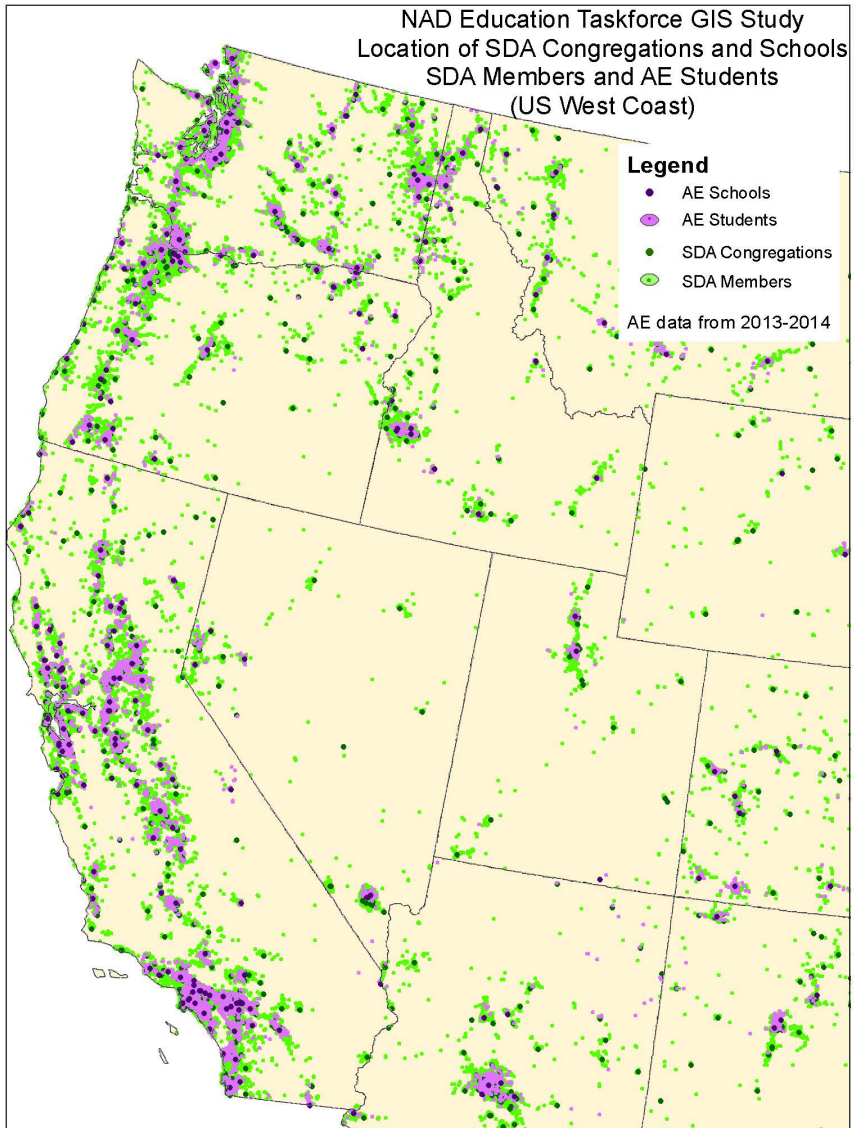 NAD Education Taskforce GIS Study
Location of SDA Congregations and Schools
SDA Members and AE Students
(US West Coast)
Legend
AE Schools
AE Students
SDA Congregations
SDA Members
AE data from 2013-2014